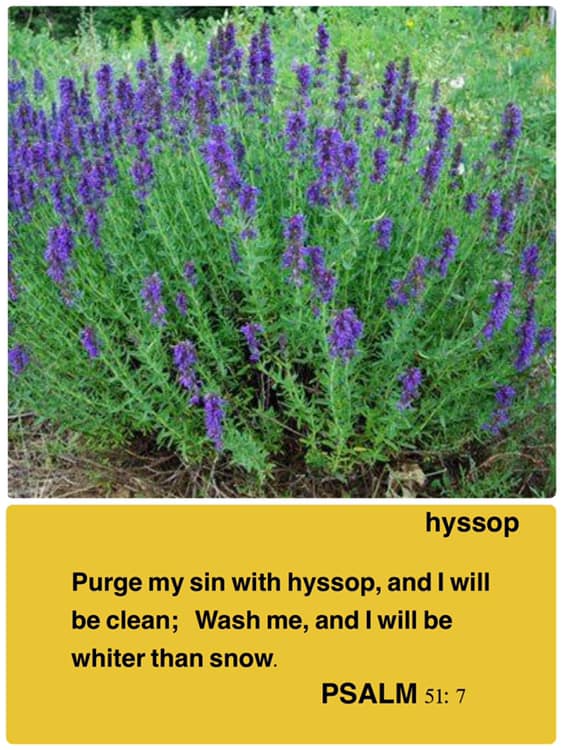 hyssop
Purge my sin with hyssop, and I will
be clean;   Wash me, and I will be
whiter than snow.
PSALM 51: 7